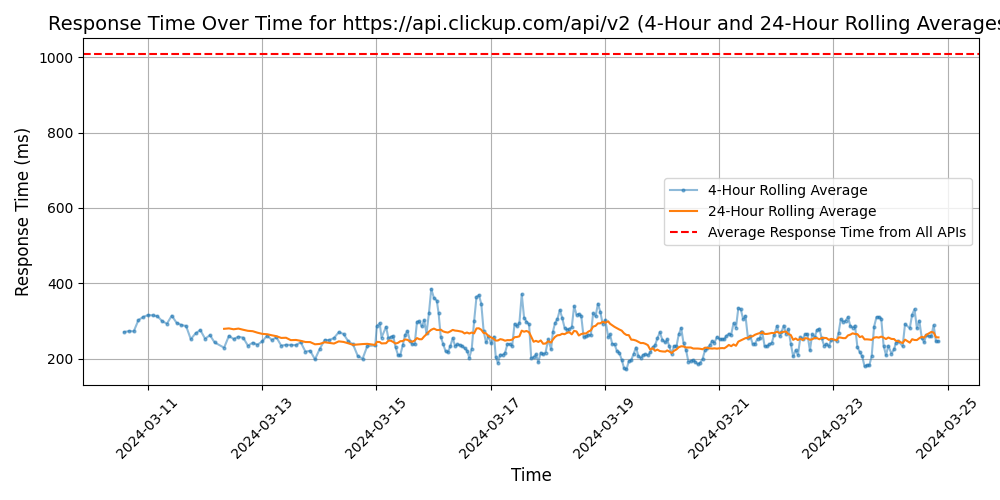 Response Time Over Time for https://api.clickup.com/api/v2 (4-Hour and 24-Hour Rolling Averages
Response Time (ms)
1000
800
600
400
200
4-Hour Rolling Average
24-Hour Rolling Average
Average Response Time from All APIs
2024-03-11
2024-03-13
2024-03-15
2024-03-17
2024-03-19
2024-03-21
2024-03-23
2024-03-25
Time